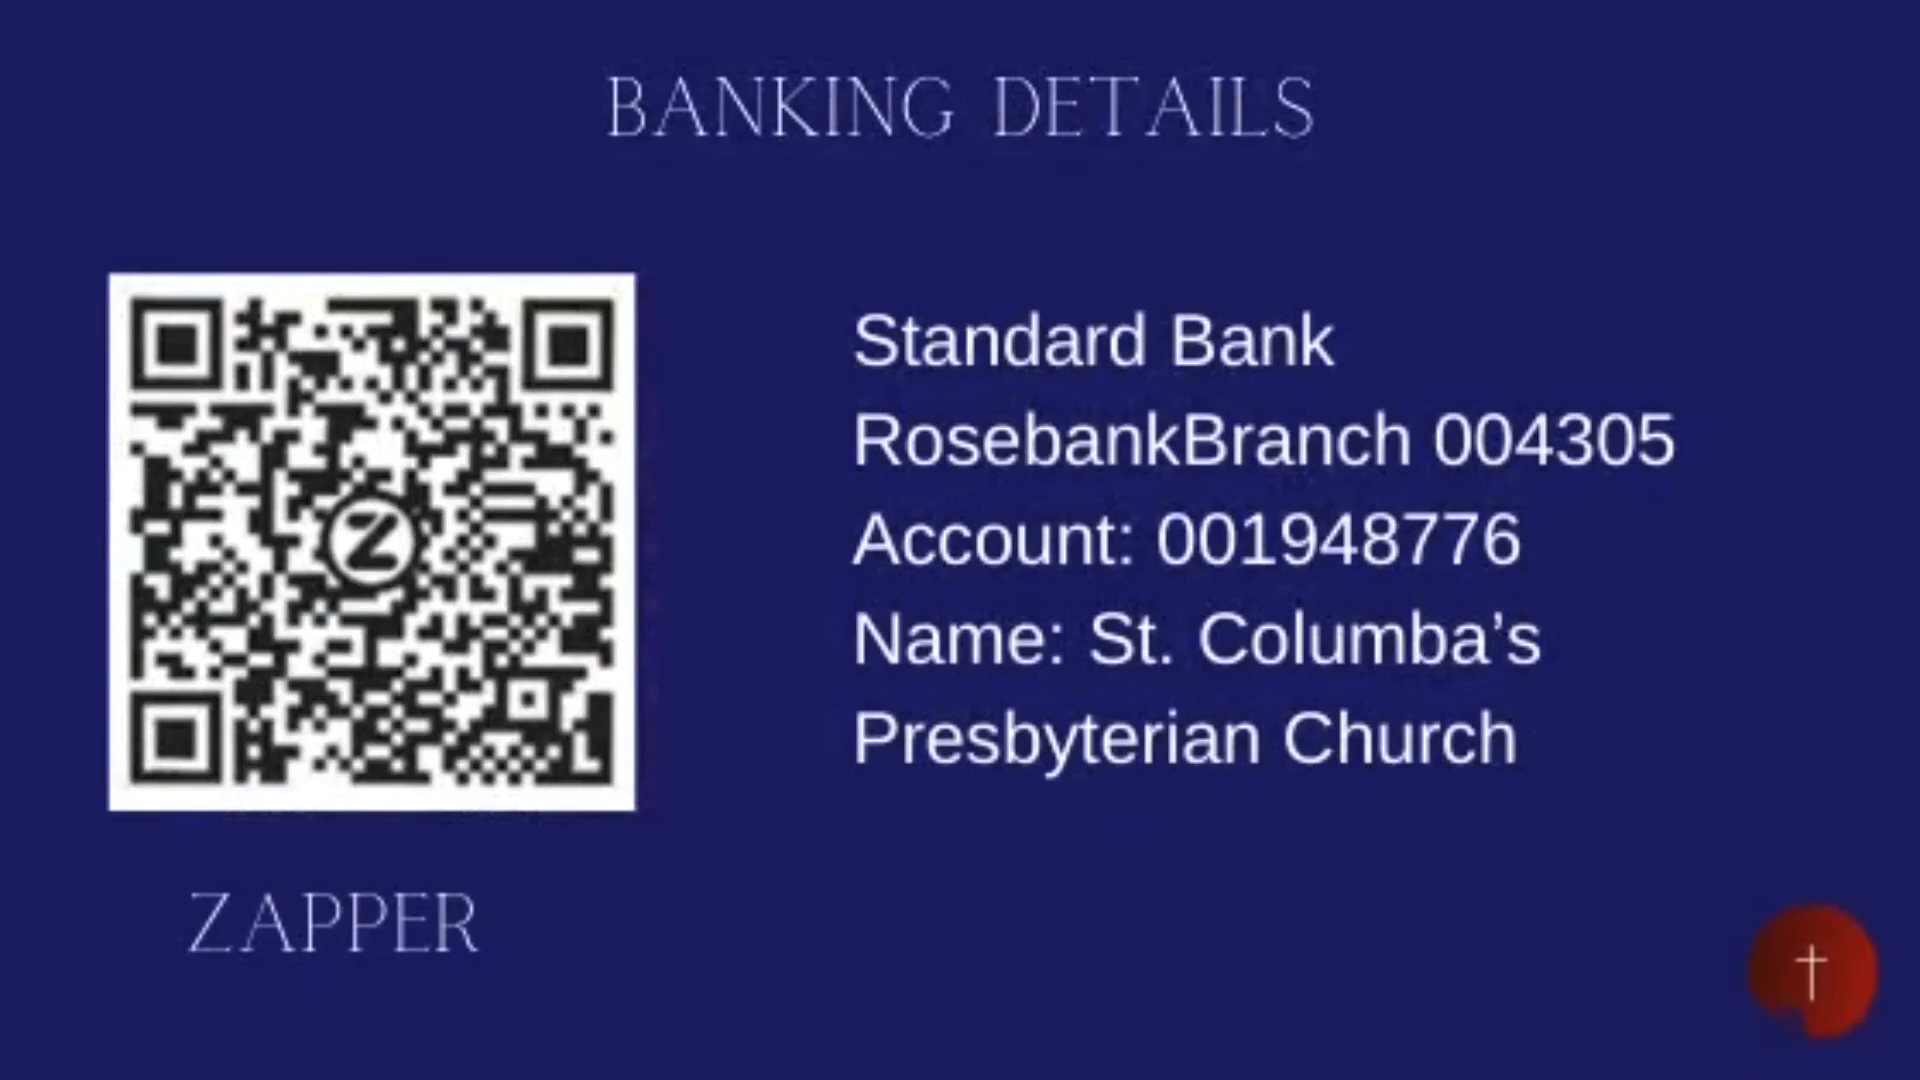 BANKING DETAILS
Standard Bank
RosebankBranch 004305
Account: 001948776
Name: St. Columba’s
Presbyterian Church
Z
ZAPPER